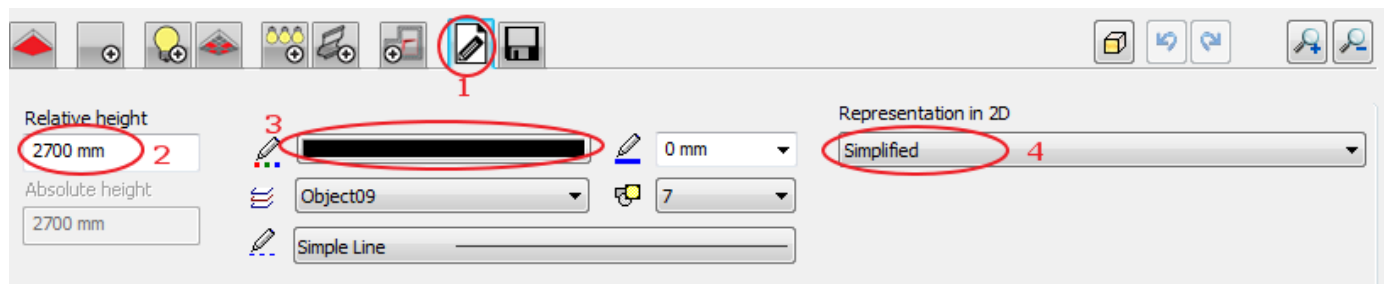 1
Relative height
2700 mm
2
Absolute height
2700 mm
3
0 mm
Object09
7
Simple Line
Representation in 2D
Simplified
4